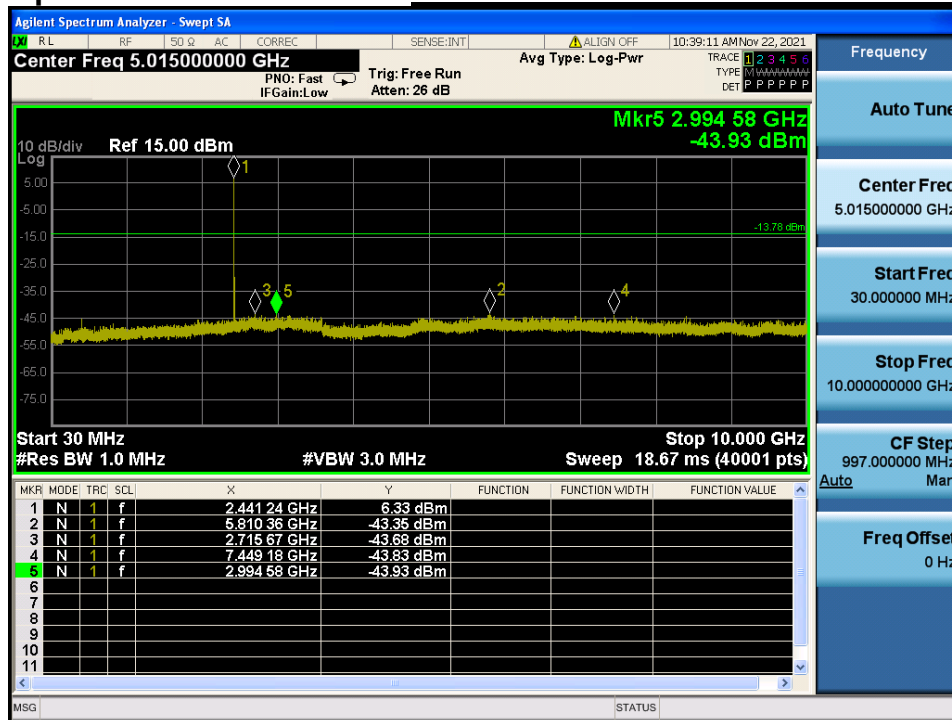 Agilent Spectrum Analyzer - Swept SA
LXI RL RF 50 Ω AC CORREC SENSE:INT ALIGN OFF 10:39:11 AM Nov 22, 2021
Center Freq 5.015000000 GHz
PNO: Fast
IFGain:Low
Trig: Free Run
Atten: 26 dB
Avg Type: Log-Pwr
TRACE 1 2 3 4 5 6
TYPE M WWWWW
DET P P P P P P
Mkr5 2.994 58 GHz
-43.93 dBm
10 dB/div Ref 15.00 dBm
Log
5.00
-5.00
-15.0
-25.0
-35.0
-45.0
-55.0
-65.0
-75.0
1
-13.78 dBm
3 5 2 4
Start 30 MHz Stop 10.000 GHz
#Res BW 1.0 MHz #VBW 3.0 MHz Sweep 18.67 ms (40001 pts)
MKR MODE TRC SCL X Y FUNCTION FUNCTION WIDTH FUNCTION VALUE
1 N 1 f 2.441 24 GHz 6.33 dBm
2 N 1 f 5.810 36 GHz -43.35 dBm
3 N 1 f 2.715 67 GHz -43.68 dBm
4 N 1 f 7.449 18 GHz -43.83 dBm
5 N 1 f 2.994 58 GHz -43.93 dBm
6
7
8
9
10
11
MSG STATUS
Frequency
Auto Tune
Center Freq
5.015000000 GHz
Start Freq
30.000000 MHz
Stop Freq
10.000000000 GHz
CF Step
997.000000 MHz
Auto Man
Freq Offset
0 Hz